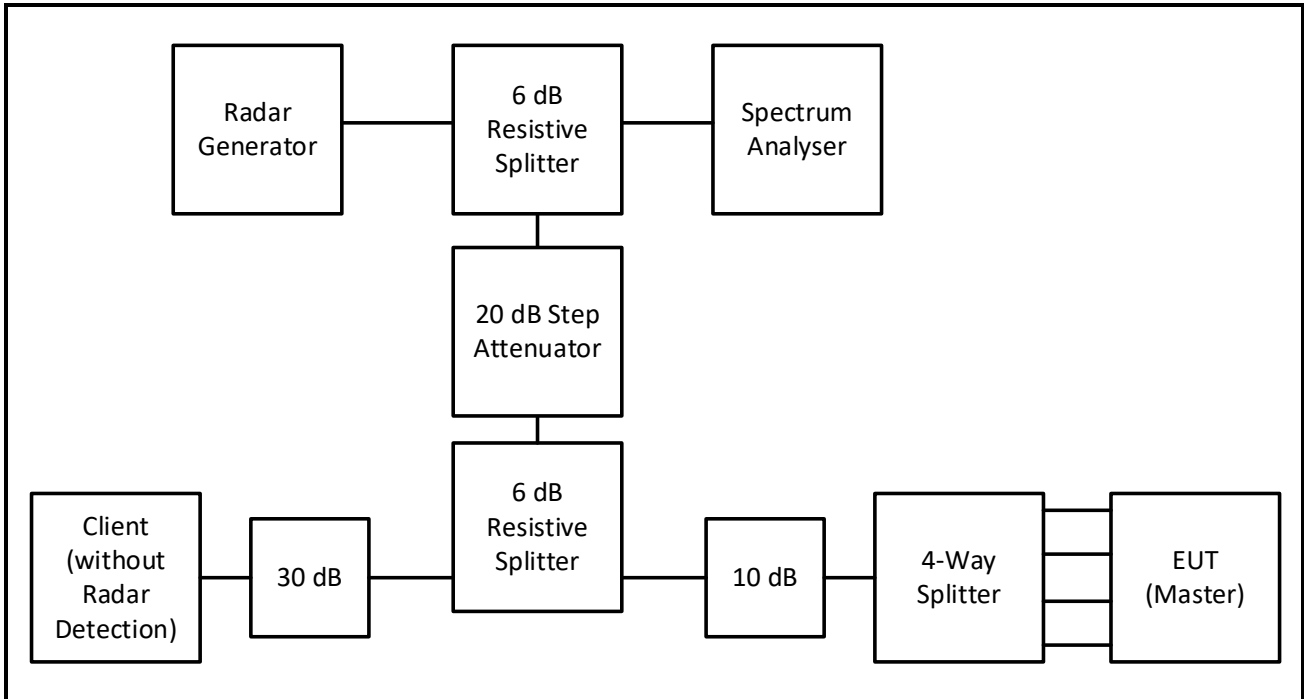 Radar
Generator
6 dB
Resistive
Splitter
Spectrum
Analyser
20 dB Step
Attenuator
Client
(without
Radar
Detection)
30 dB
6 dB
Resistive
Splitter
10 dB
4-Way
Splitter
EUT
(Master)